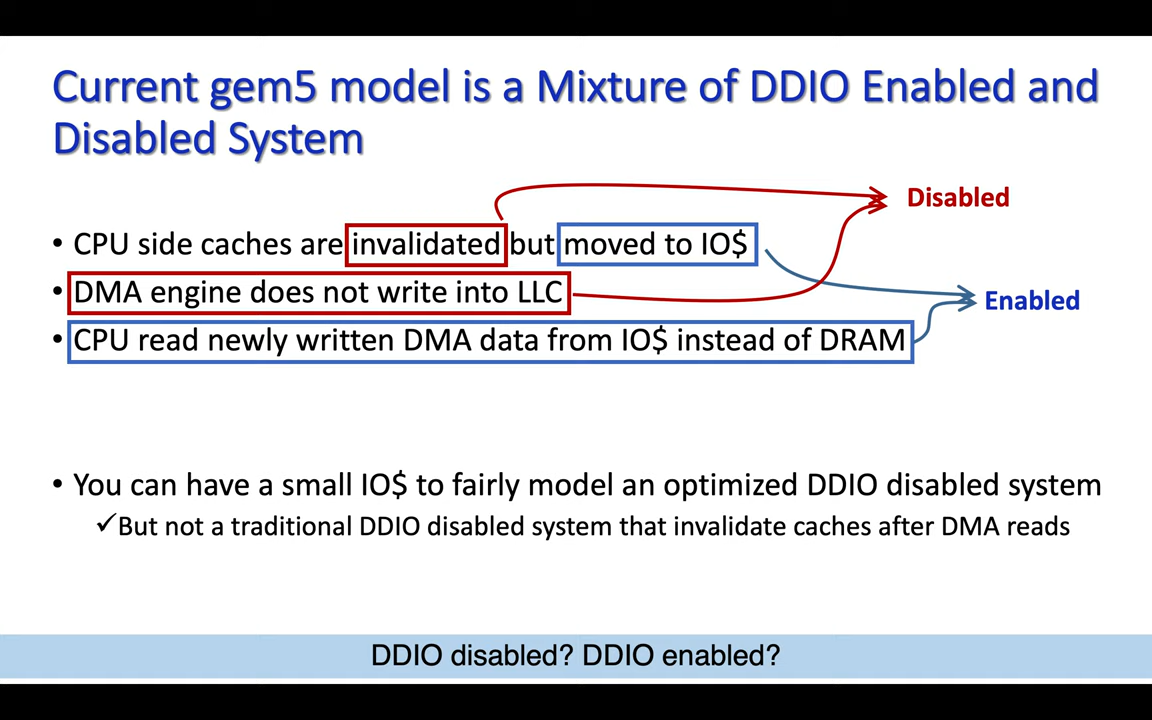 Current gem5 model is a Mixture of DDIO Enabled and
Disabled System
Disabled
• CPU side caches are invalidated but moved to IO$
• DMA engine does not write into LLC
Enabled
• CPU read newly written DMA data from IO$ instead of DRAM
• You can have a small IO$ to fairly model an optimized DDIO disabled system
✓But not a traditional DDIO disabled system that invalidate caches after DMA reads
DDIO disabled? DDIO enabled?